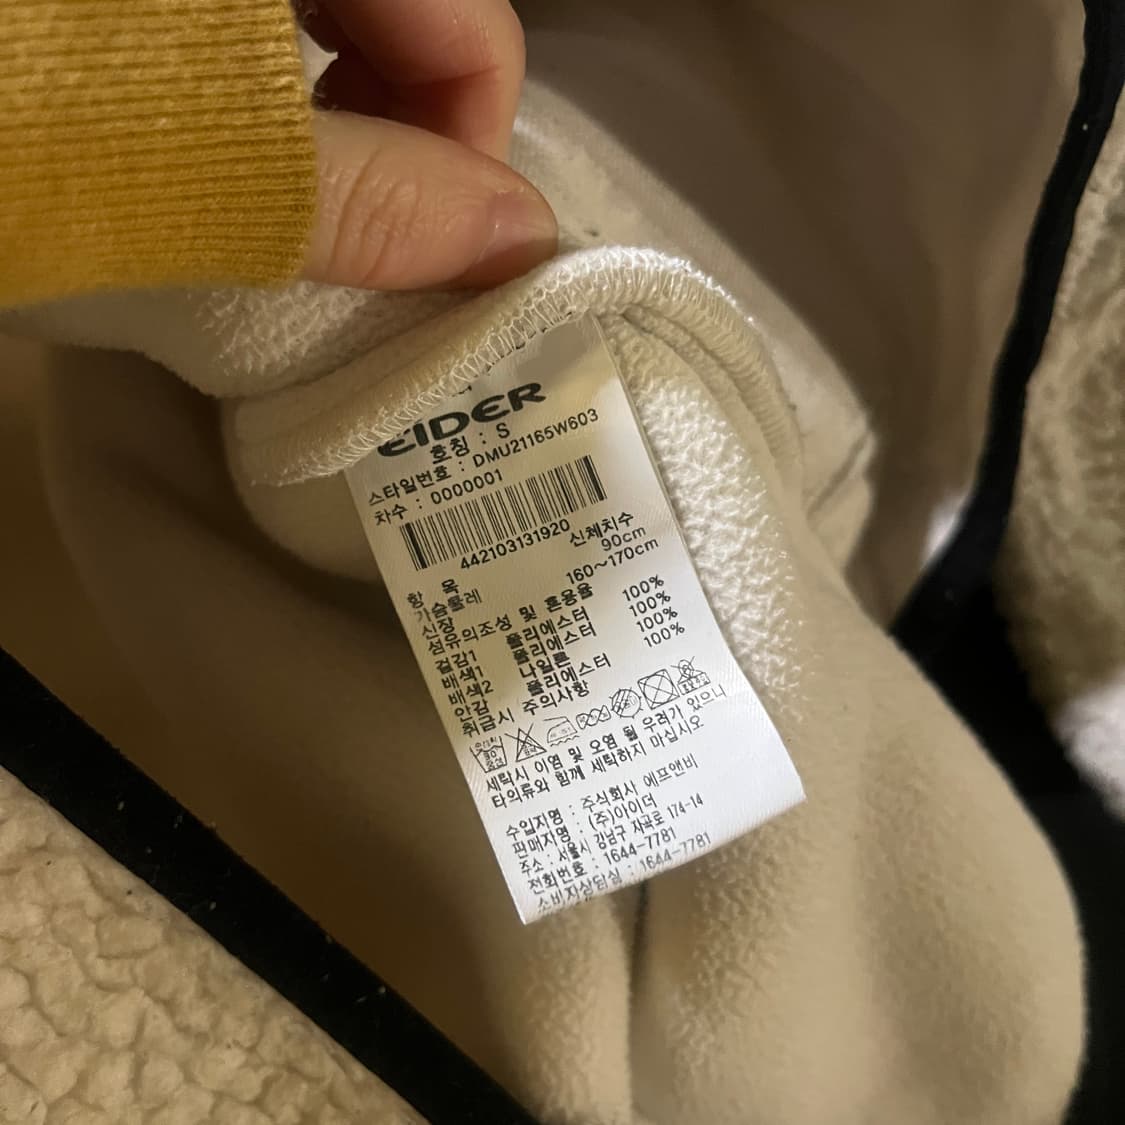 EIDER
호칭 : S
스타일번호 : DMU21165W603
차수 : 0000001
442103131920
항 목 신체치수
가슴둘레 90cm
신장 160~170cm
섬유의조성 및 혼용율
겉감1 폴리에스터 100%
배색1 폴리에스터 100%
배색2 나일론 100%
안감 폴리에스터 100%
취급시 주의사항
세탁시 이염 및 오염 될 우려가 있으니
타의류와 함께 세탁하지 마십시오
수입자명 : 주식회사 에프앤비
판매자명 : (주)아이더
주소 : 서울시 강남구 자곡로 174-14
전화번호 : 1644-7781
소비자상담실 : 1644-7781